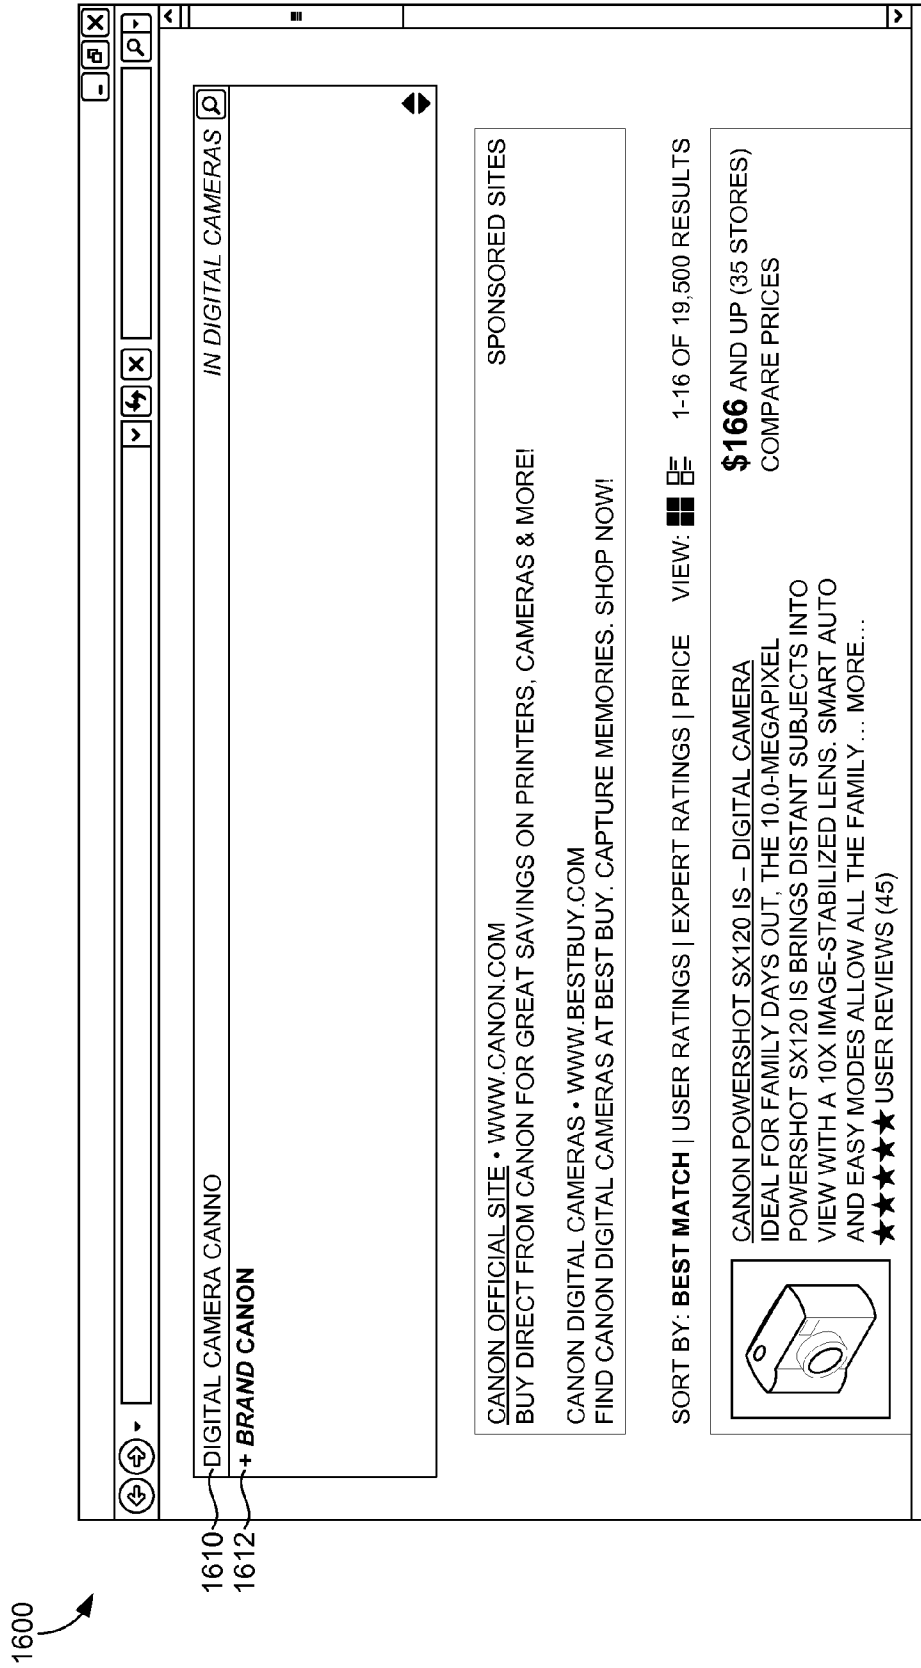 1600
1610
DIGITAL CAMERA CANNO
IN DIGITAL CAMERAS
1612
+ BRAND CANON
CANON OFFICIAL SITE • WWW.CANON.COM
SPONSORED SITES
BUY DIRECT FROM CANON FOR GREAT SAVINGS ON PRINTERS, CAMERAS & MORE!
CANON DIGITAL CAMERAS • WWW.BESTBUY.COM
FIND CANON DIGITAL CAMERAS AT BEST BUY. CAPTURE MEMORIES. SHOP NOW!
SORT BY: BEST MATCH | USER RATINGS | EXPERT RATINGS | PRICE VIEW: 1-16 OF 19,500 RESULTS
CANON POWERSHOT SX120 IS – DIGITAL CAMERA
IDEAL FOR FAMILY DAYS OUT, THE 10.0-MEGAPIXEL
POWERSHOT SX120 IS BRINGS DISTANT SUBJECTS INTO
VIEW WITH A 10X IMAGE-STABILIZED LENS. SMART AUTO
AND EASY MODES ALLOW ALL THE FAMILY… MORE…
★★★★★ USER REVIEWS (45)
$166 AND UP (35 STORES)
COMPARE PRICES